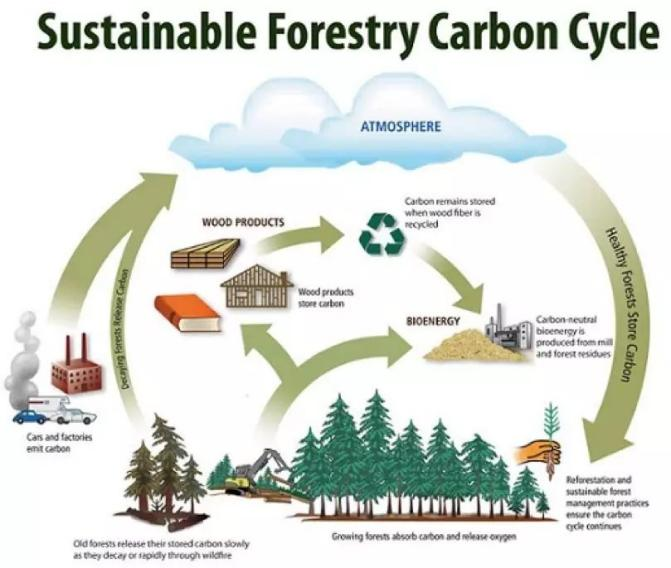 Sustainable Forestry Carbon Cycle
ATMOSPHERE
WOOD PRODUCTS
Carbon remains stored
when wood fiber is
recycled
Wood products
store carbon
BIOENERGY
Carbon-neutral
bioenergy is
produced from mill
and forest residues
Healthy Forests Store Carbon
Decaying Forests Release Carbon
Cars and factories
emit carbon
Reforestation and
sustainable forest
management practices
ensure the carbon
cycle continues
Growing forests absorb carbon and release oxygen
Old forests release their stored carbon slowly
as they decay or rapidly through wildfire